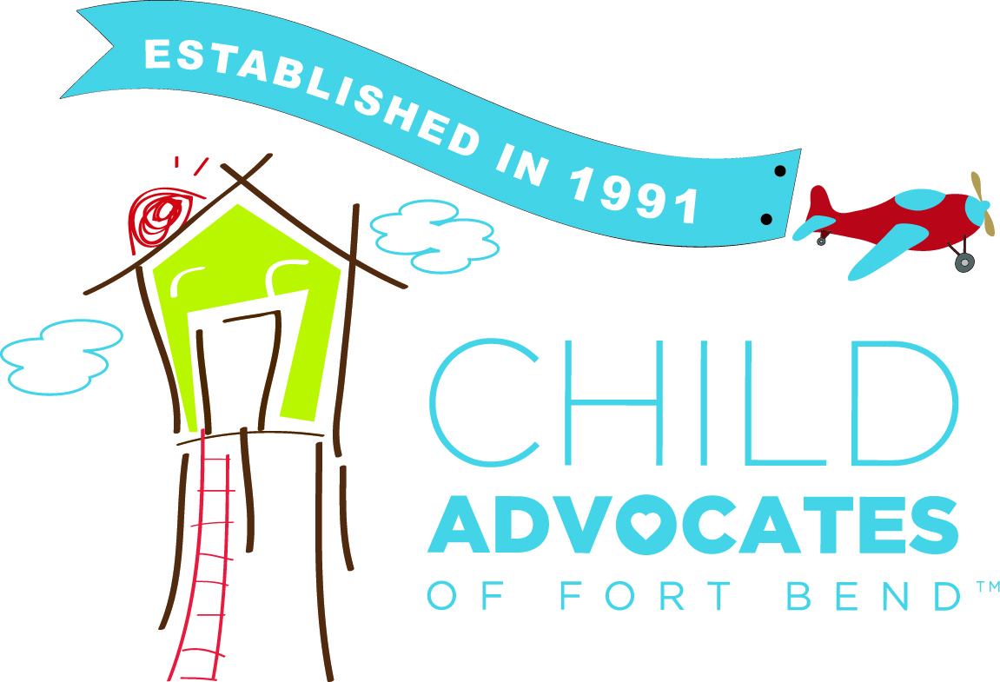 ESTABLISHED IN 1991
CHILD
ADVOCATES
OF FORT BEND™